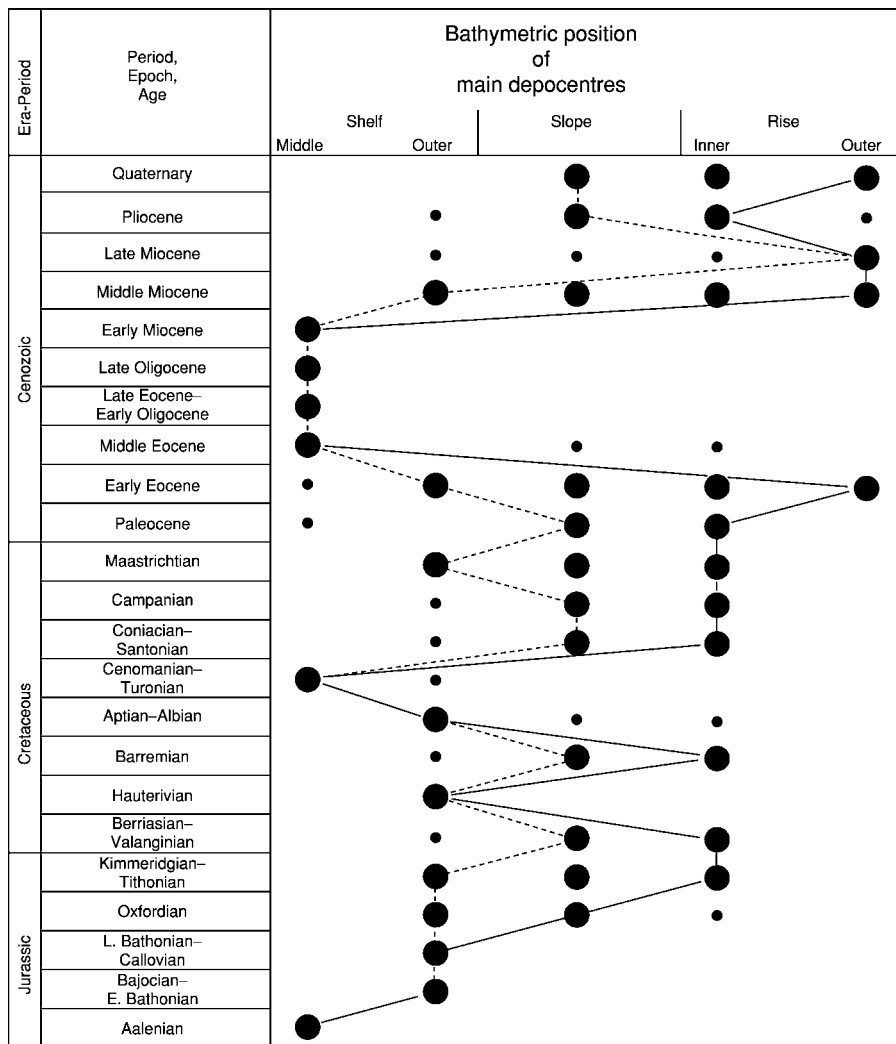 Era-Period
Period,
Epoch,
Age
Bathymetric position
of
main depocentres
Shelf
Slope
Rise
Middle
Outer
Inner
Outer
Cenozoic
Quaternary
Pliocene
Late Miocene
Middle Miocene
Early Miocene
Late Oligocene
Late Eocene–
Early Oligocene
Middle Eocene
Early Eocene
Paleocene
Cretaceous
Maastrichtian
Campanian
Coniacian–
Santonian
Cenomanian–
Turonian
Aptian–Albian
Barremian
Hauterivian
Berriasian–
Valanginian
Jurassic
Kimmeridgian–
Tithonian
Oxfordian
L. Bathonian–
Callovian
Bajocian–
E. Bathonian
Aalenian